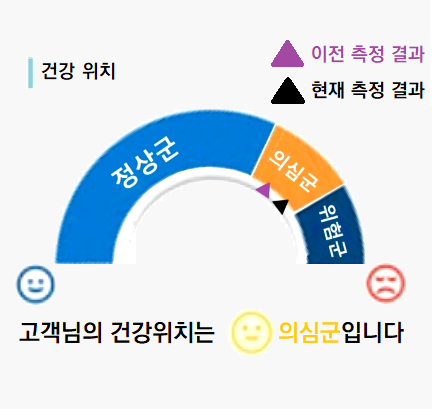 이전 측정 결과
건강 위치
현재 측정 결과
정상군
의심군
위험군
고객님의 건강위치는 의심군입니다